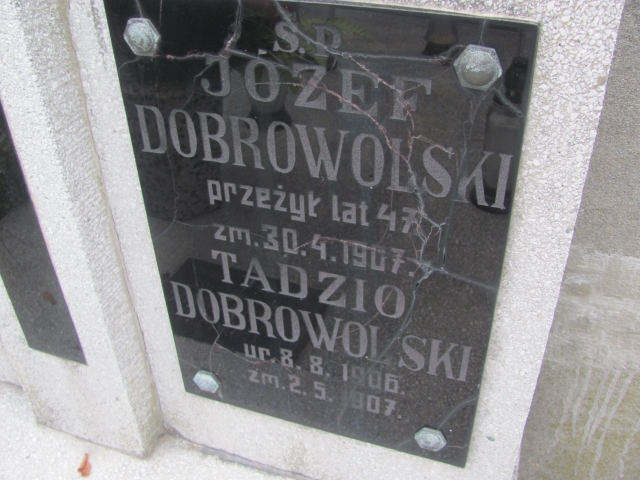 Ś.P.
JÓZEF
DOBROWOLSKI
przeżył lat 47
zm. 30.4.1907.
TADZIO
DOBROWOLSKI
ur. 8.8.1906.
zm. 2.5.1907.